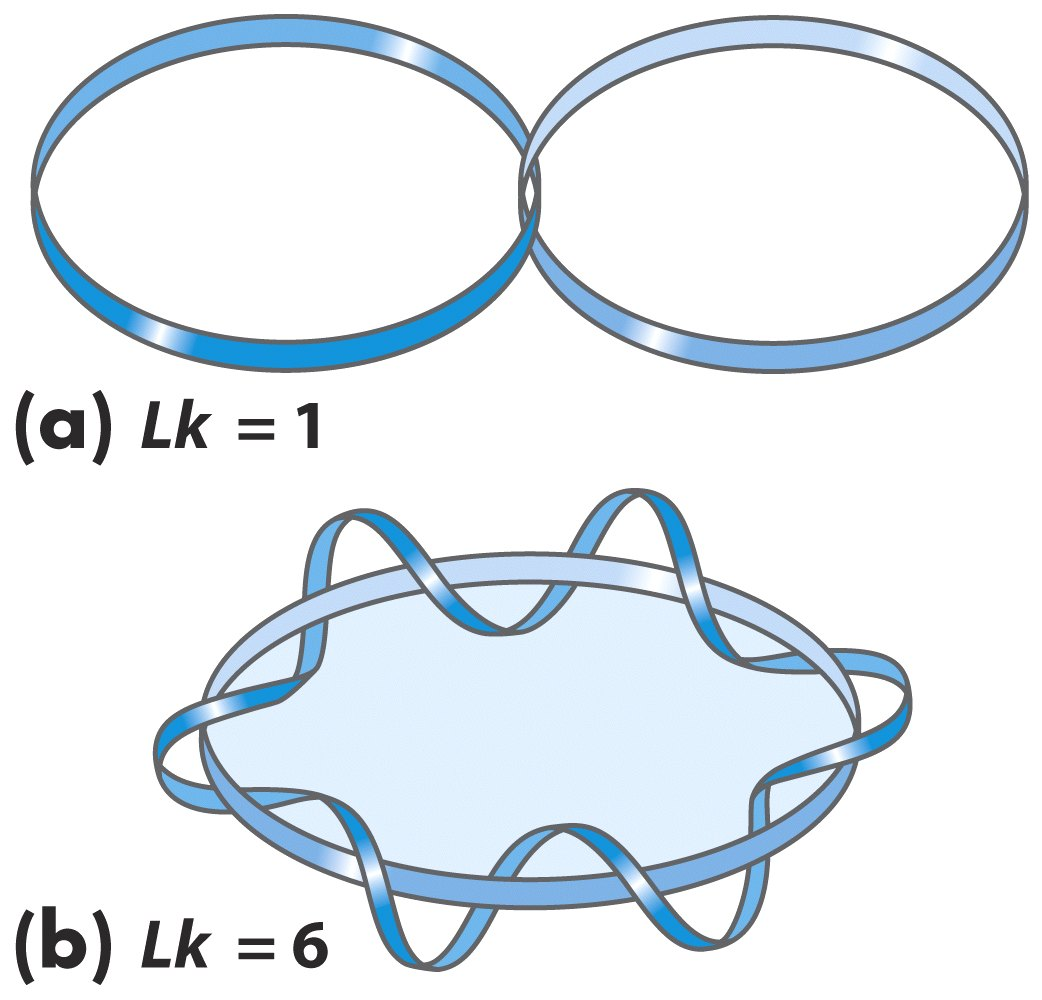 (a) Lk = 1
(b) Lk = 6